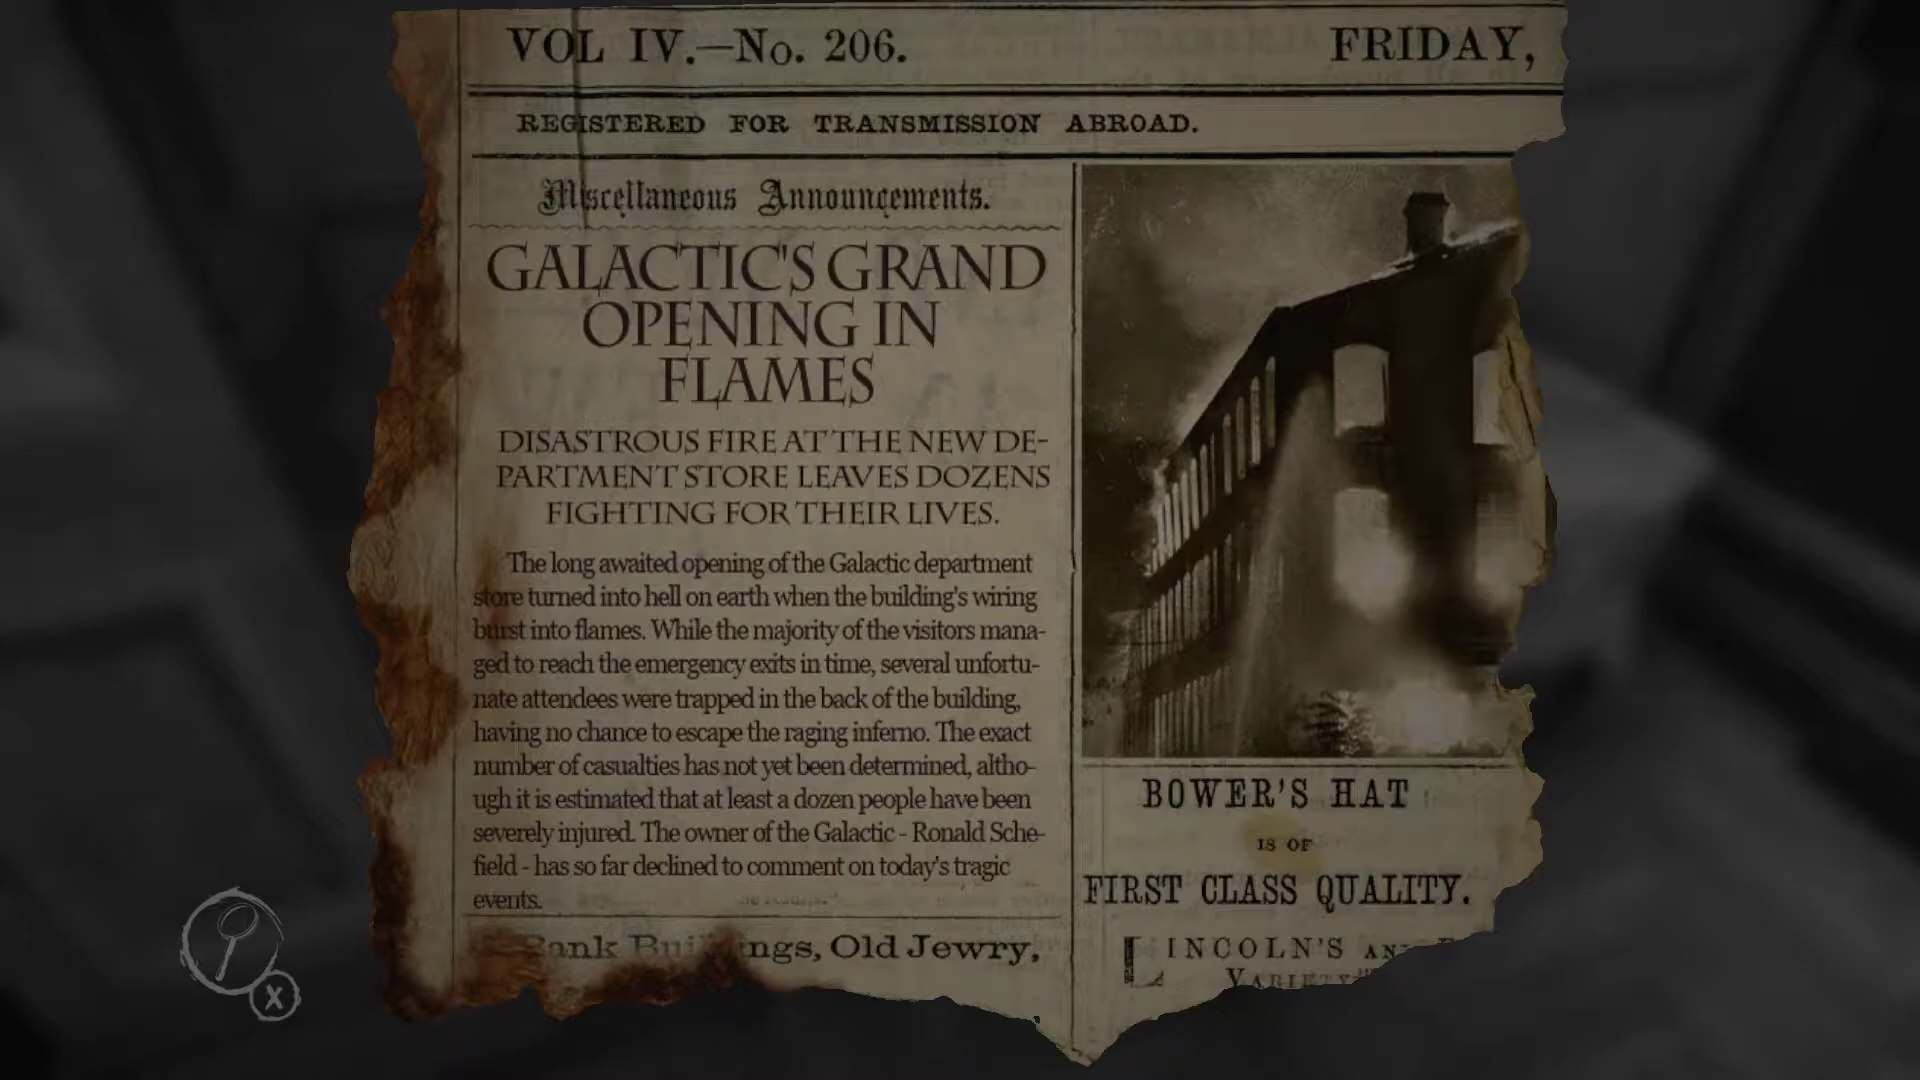 VOL IV.—No. 206.
FRIDAY,
REGISTERED FOR TRANSMISSION ABROAD.
Miscellaneous Announcements.
GALACTIC'S GRAND
OPENING IN
FLAMES
DISASTROUS FIRE AT THE NEW DE-
PARTMENT STORE LEAVES DOZENS
FIGHTING FOR THEIR LIVES.
The long awaited opening of the Galactic department
store turned into hell on earth when the building's wiring
burst into flames. While the majority of the visitors mana-
ged to reach the emergency exits in time, several unfortu-
nate attendees were trapped in the back of the building,
having no chance to escape the raging inferno. The exact
number of casualties has not yet been determined, altho-
ugh it is estimated that at least a dozen people have been
severely injured. The owner of the Galactic - Ronald Sche-
field - has so far declined to comment on today's tragic
events.
Old Jewry,
BOWER'S HAT
IS OF
FIRST CLASS QUALITY.
LINCOLN'S
VARIETY
X